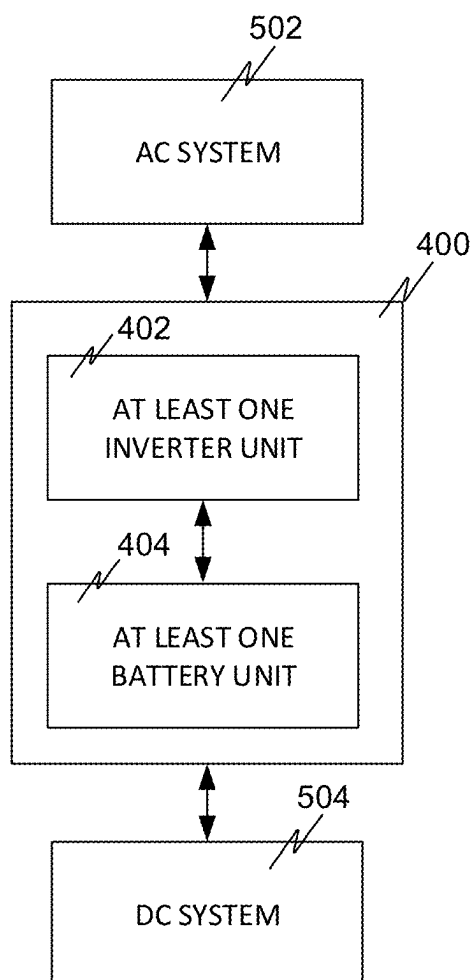 502
AC SYSTEM
400
402
AT LEAST ONE
INVERTER UNIT
404
AT LEAST ONE
BATTERY UNIT
504
DC SYSTEM